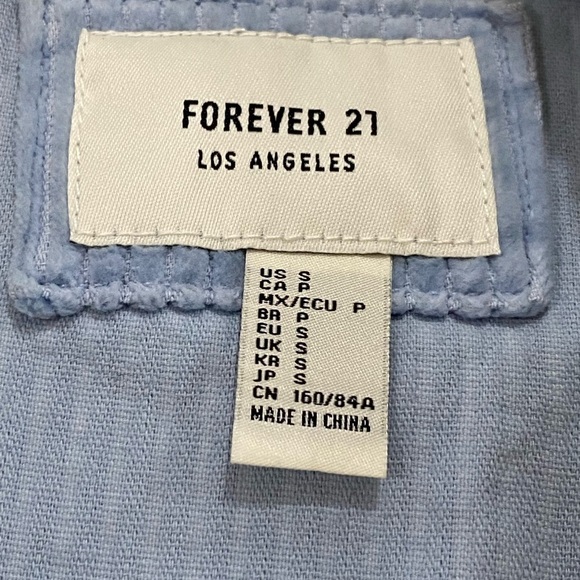 FOREVER 21
LOS ANGELES
US S
CA P
MX/ECU P
BR P
EU S
UK S
KR S
JP S
CN 160/84A
MADE IN CHINA